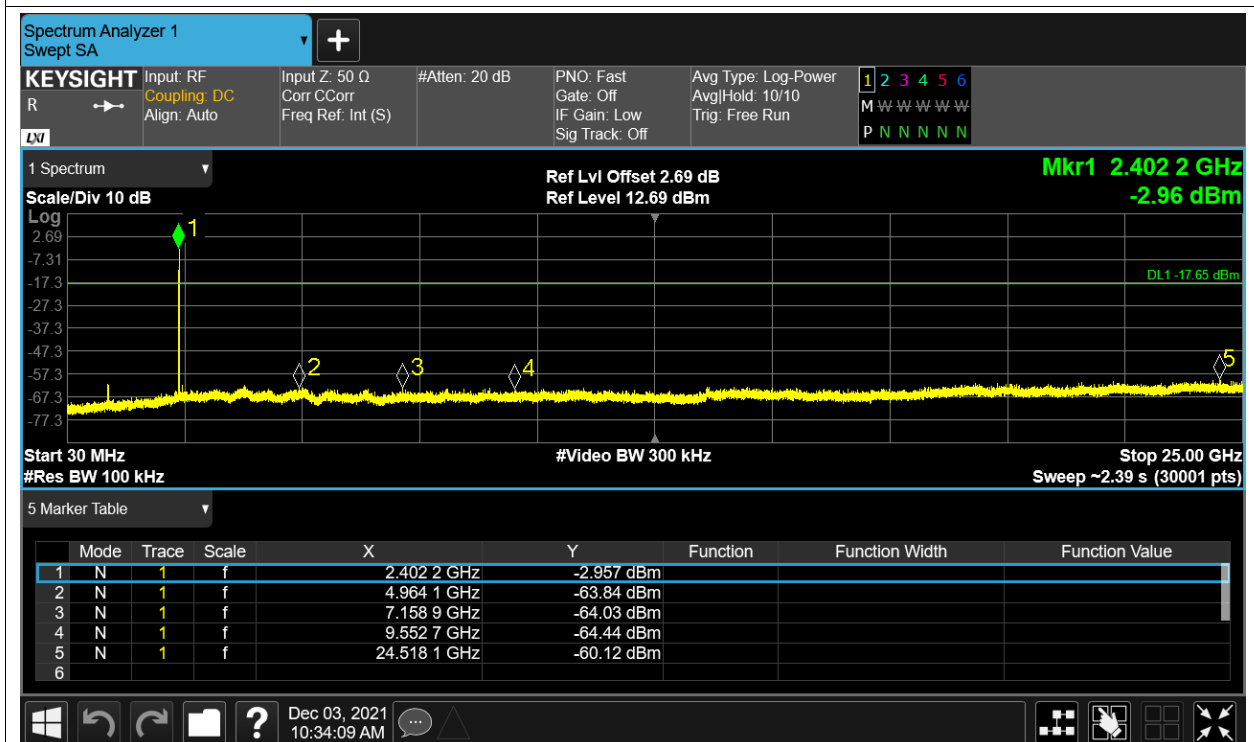 Spectrum Analyzer 1
Swept SA
+
KEYSIGHT Input: RF Input Z: 50 Ω #Atten: 20 dB PNO: Fast Avg Type: Log-Power 1 2 3 4 5 6
R Coupling: DC Corr CCorr Gate: Off Avg|Hold: 10/10 M W W W W W
Align: Auto Freq Ref: Int (S) IF Gain: Low Trig: Free Run
LXI Sig Track: Off P N N N N N
1 Spectrum
Ref Lvl Offset 2.69 dB Mkr1 2.402 2 GHz
Scale/Div 10 dB Ref Level 12.69 dBm -2.96 dBm
Log
1
2.69
-7.31
-17.3 DL1 -17.65 dBm
-27.3
-37.3
-47.3
2 3 4 5
-57.3
-67.3
-77.3
Start 30 MHz #Video BW 300 kHz Stop 25.00 GHz
#Res BW 100 kHz Sweep ~2.39 s (30001 pts)
5 Marker Table
Mode Trace Scale X Y Function Function Width Function Value
1 N 1 f 2.402 2 GHz -2.957 dBm
2 N 1 f 4.964 1 GHz -63.84 dBm
3 N 1 f 7.158 9 GHz -64.03 dBm
4 N 1 f 9.552 7 GHz -64.44 dBm
5 N 1 f 24.518 1 GHz -60.12 dBm
6
? Dec 03, 2021
10:34:09 AM